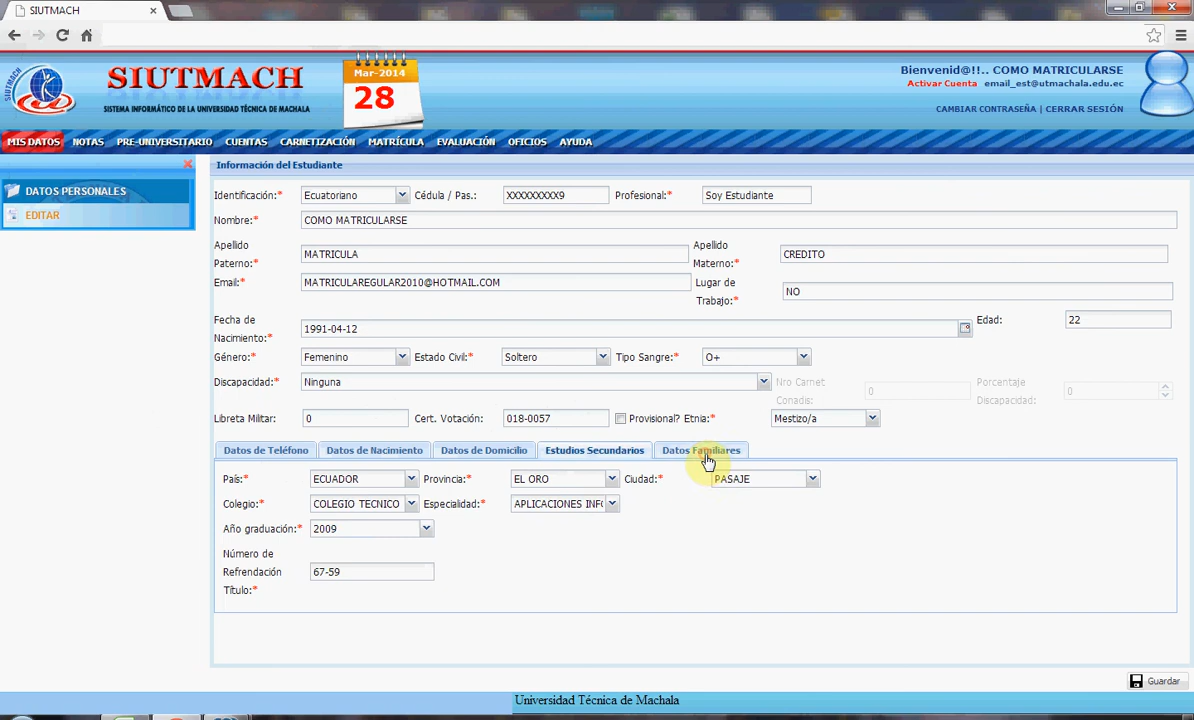 SIUTMACH
SIUTMACH
SISTEMA INFORMÁTICO DE LA UNIVERSIDAD TÉCNICA DE MACHALA
Mar-2014
28
Bienvenid@!!.. COMO MATRICULARSE
Activar Cuenta email_est@utmachala.edu.ec
CAMBIAR CONTRASEÑA | CERRAR SESIÓN
MIS DATOS NOTAS PRE-UNIVERSITARIO CUENTAS CARNETIZACIÓN MATRÍCULA EVALUACIÓN OFICIOS AYUDA
DATOS PERSONALES
EDITAR
Información del Estudiante
Identificación:* Ecuatoriano Cédula / Pas.: XXXXXXXXX9 Profesional:* Soy Estudiante
Nombre:* COMO MATRICULARSE
Apellido Paterno:* MATRICULA Apellido Materno:* CREDITO
Email:* MATRICULAREGULAR2010@HOTMAIL.COM Lugar de Trabajo:* NO
Fecha de Nacimiento:* 1991-04-12 Edad: 22
Género:* Femenino Estado Civil:* Soltero Tipo Sangre:* O+
Discapacidad:* Ninguna Nro Carnet Conadis: 0 Porcentaje Discapacidad: 0
Libreta Militar: 0 Cert. Votación: 018-0057 Provisional? Etnia:* Mestizo/a
Datos de Teléfono Datos de Nacimiento Datos de Domicilio Estudios Secundarios Datos Familiares
País:* ECUADOR Provincia:* EL ORO Ciudad:* PASAJE
Colegio:* COLEGIO TECNICO Especialidad:* APLICACIONES INF
Año graduación:* 2009
Número de Refrendación Título:* 67-59
Guardar
Universidad Técnica de Machala